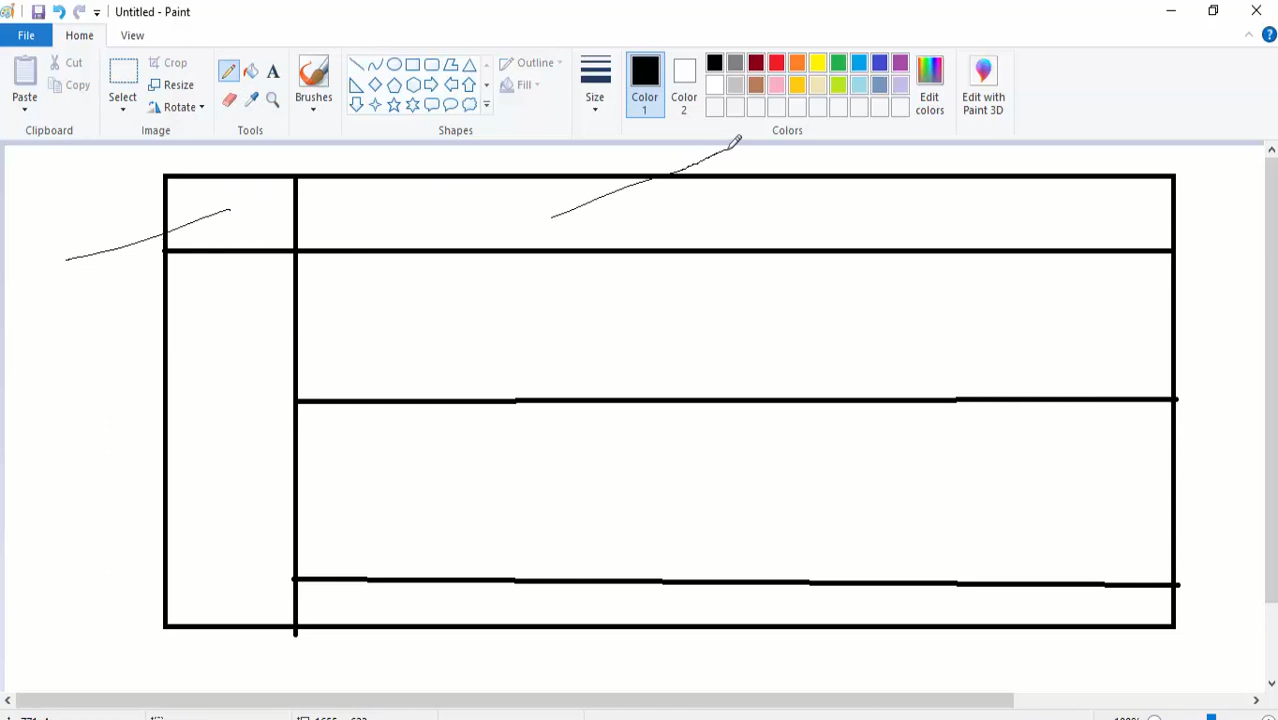 Untitled - Paint
File
Home
View
Paste
Cut
Copy
Clipboard
Select
Crop
Resize
Rotate
Image
A
Tools
Brushes
Outline
Fill
Shapes
Size
Color 1
Color 2
Edit colors
Colors
Edit with Paint 3D